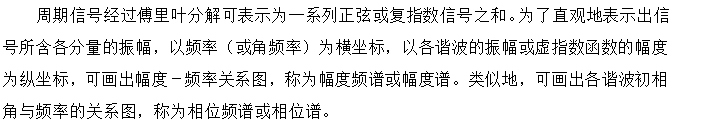 周期信号经过傅里叶分解可表示为一系列正弦或复指数信号之和。为了直观地表示出信
号所含各分量的振幅，以频率（或角频率）为横坐标，以各谐波的振幅或虚指数函数的幅度
为纵坐标，可画出幅度－频率关系图，称为幅度频谱或幅度谱。类似地，可画出各谐波初相
角与频率的关系图，称为相位频谱或相位谱。